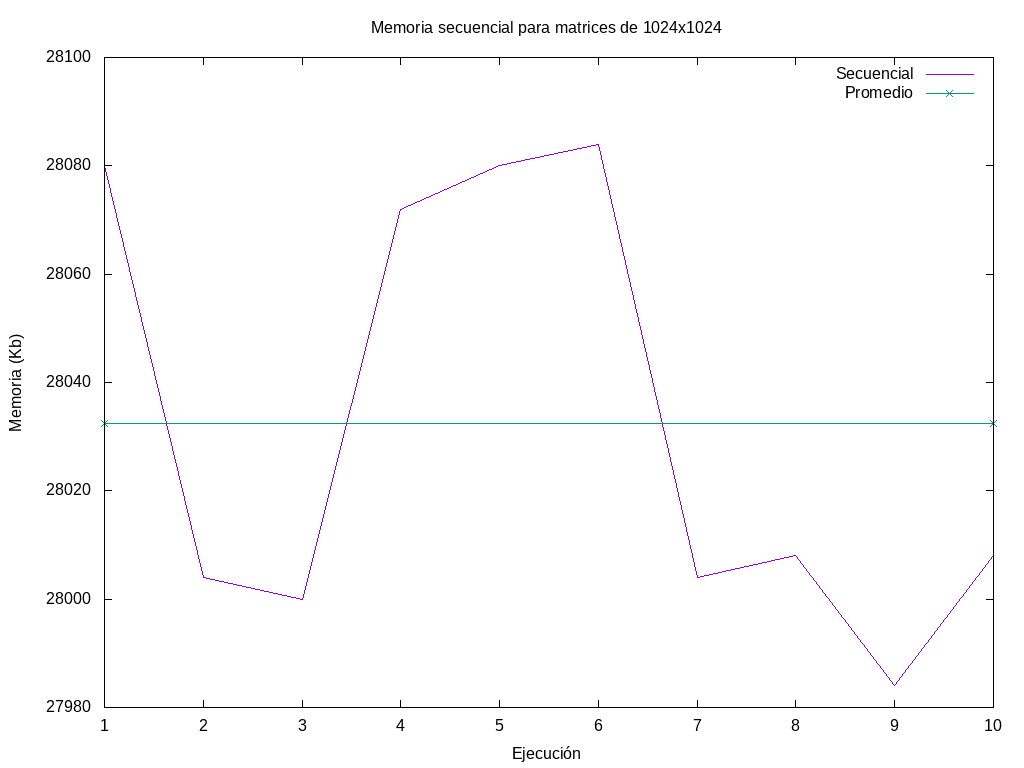 Memoria secuencial para matrices de 1024x1024
28100
28080
28060
28040
28020
28000
27980
Memoria (Kb)
Secuencial
Promedio
1 2 3 4 5 6 7 8 9 10
Ejecución